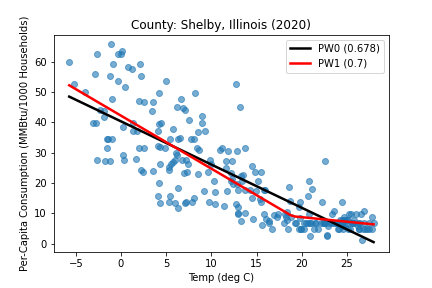 County: Shelby, Illinois (2020)
Per-Capita Consumption (MMBtu/1000 Households)
PW0 (0.678)
PW1 (0.7)
60
50
40
30
20
10
0
−5
0
5
10
15
20
25
Temp (deg C)